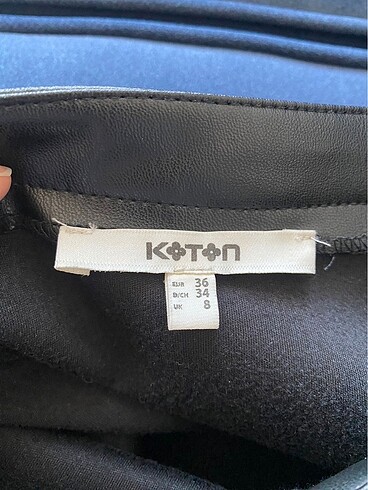 KOTON
EUR 36
D/CH 34
UK 8